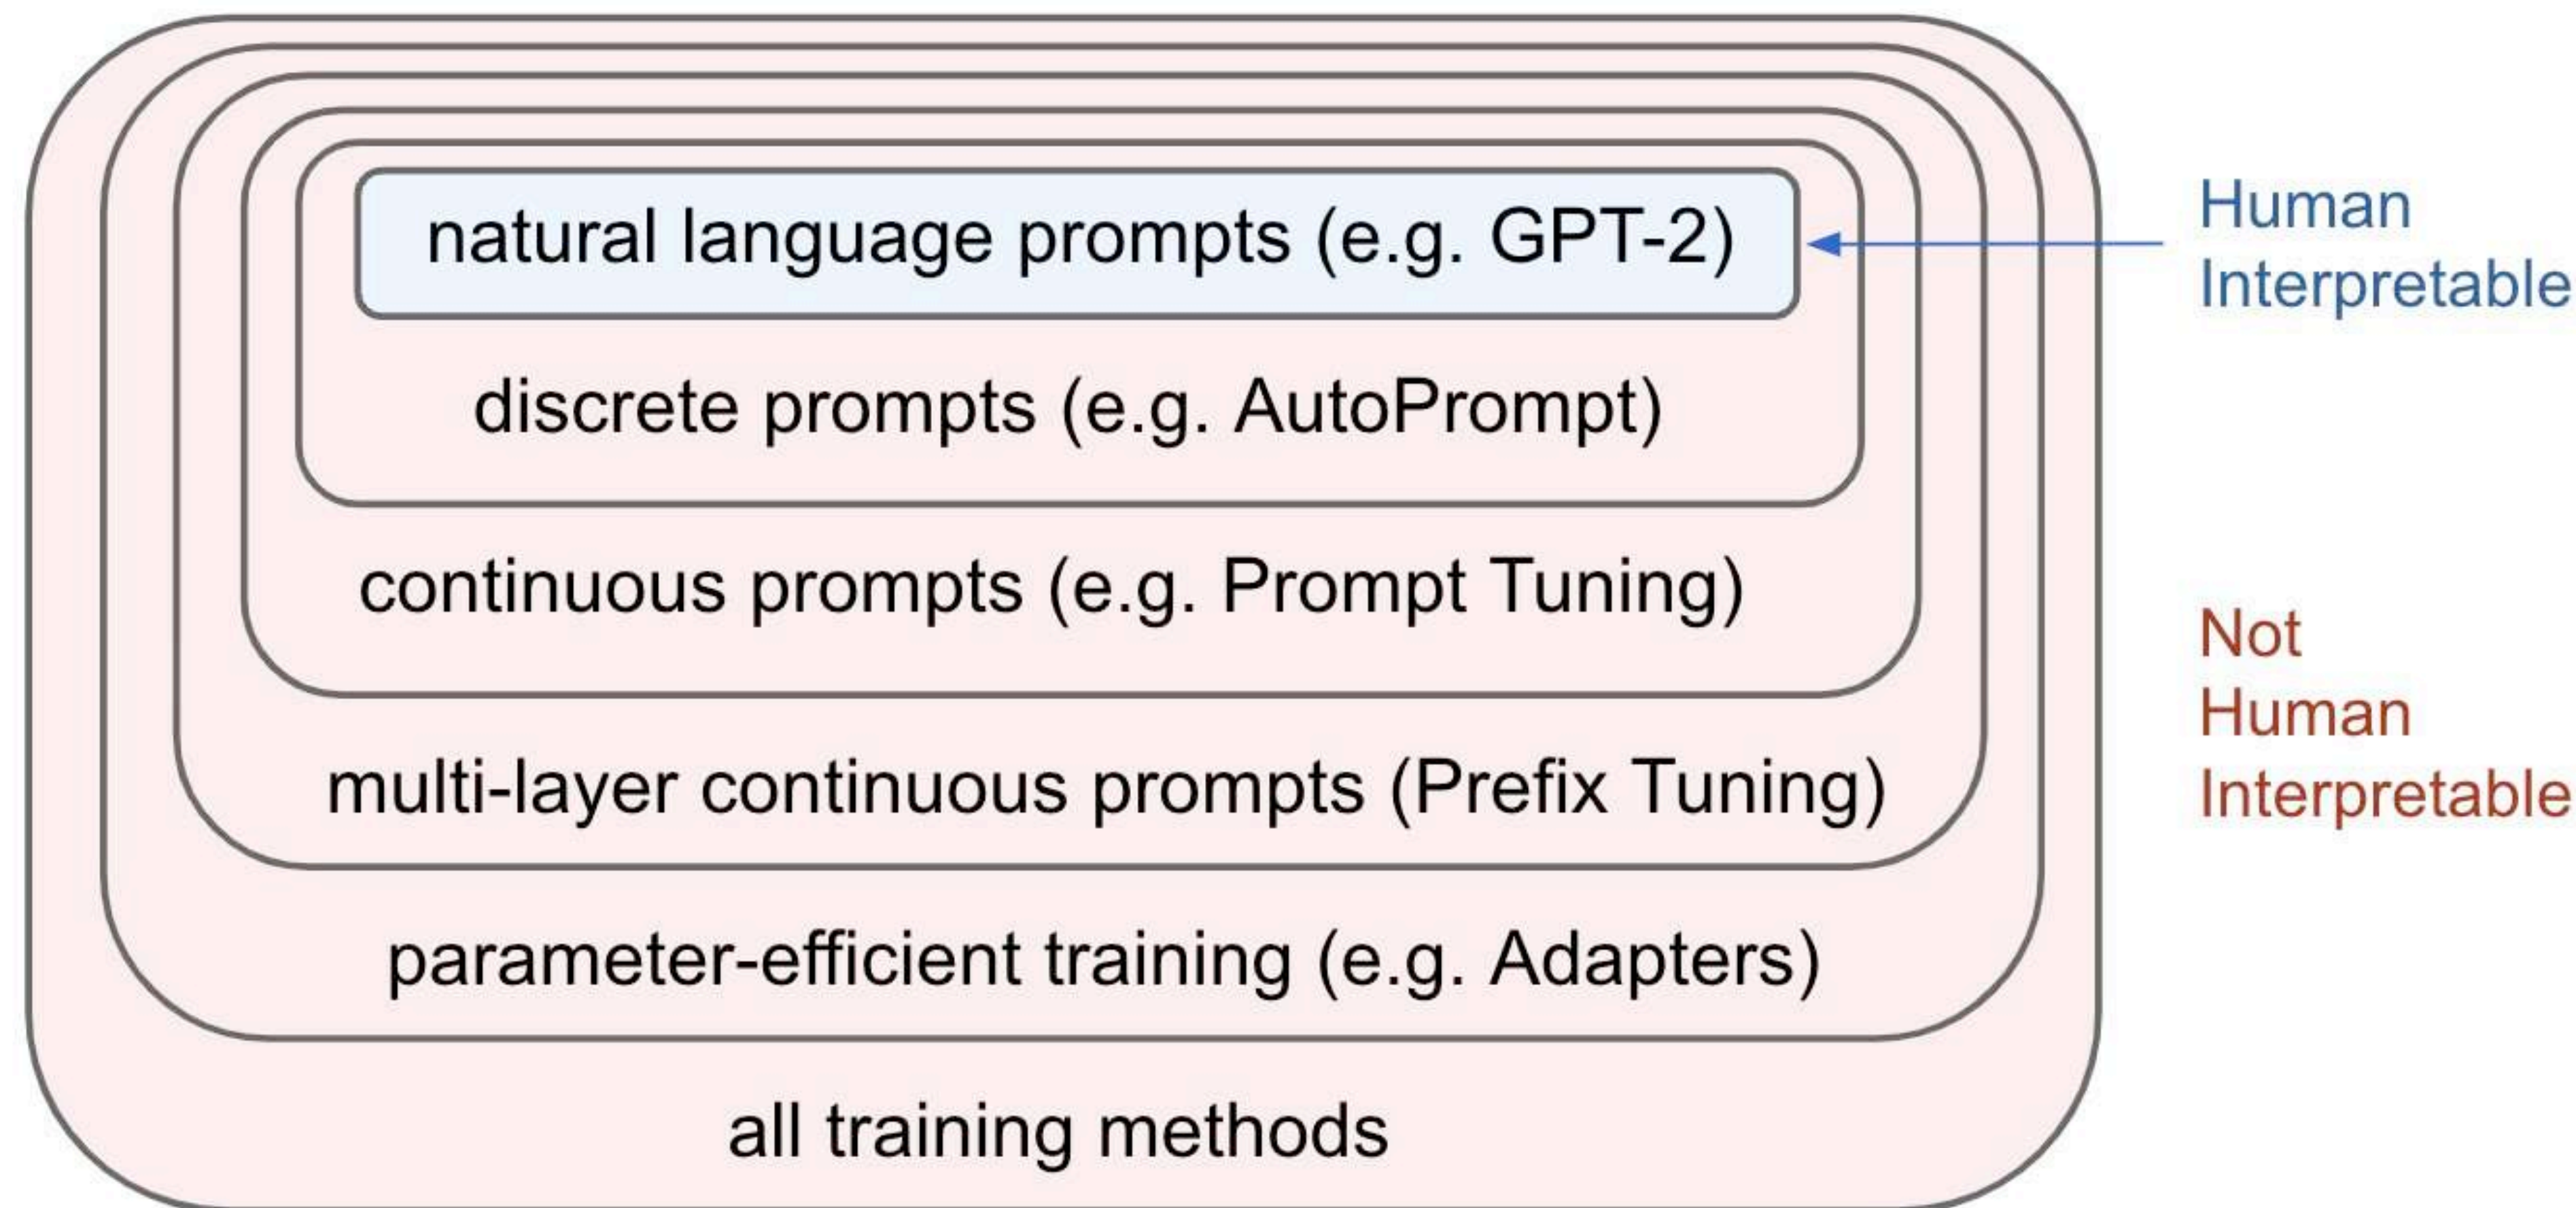 natural language prompts (e.g. GPT-2)
discrete prompts (e.g. AutoPrompt)
continuous prompts (e.g. Prompt Tuning)
multi-layer continuous prompts (Prefix Tuning)
parameter-efficient training (e.g. Adapters)
all training methods
Human
Interpretable
Not
Human
Interpretable